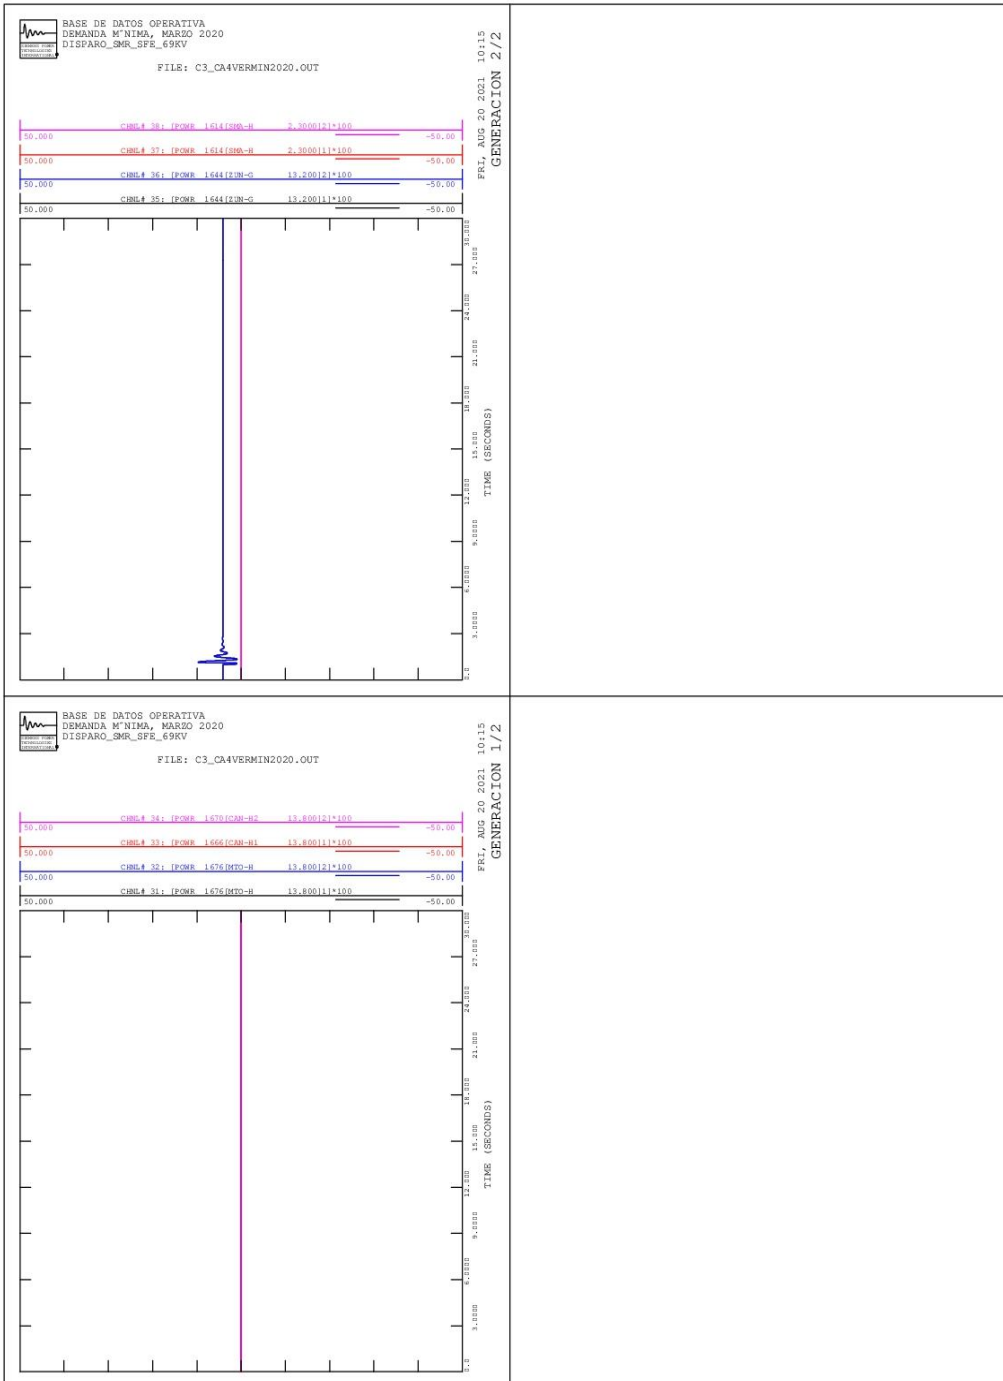 BASE DE DATOS OPERATIVA
DEMANDA M˜NIMA, MARZO 2020
DISPARO_SMR_SFE_69KV
FILE: C3_CA4VERMIN2020.OUT
FRI, AUG 20 2021 10:15
GENERACION 2/2
CHNL# 38: [POWR 1614[SMA-H 2.3000]2]*100
50.000 -50.00
CHNL# 37: [POWR 1614[SMA-H 2.3000]1]*100
50.000 -50.00
CHNL# 36: [POWR 1644[ZUN-G 13.200]2]*100
50.000 -50.00
CHNL# 35: [POWR 1644[ZUN-G 13.200]1]*100
50.000 -50.00
30.000
27.000
24.000
21.000
18.000
15.000
12.000
9.0000
6.0000
3.0000
0.0
TIME (SECONDS)
BASE DE DATOS OPERATIVA
DEMANDA M˜NIMA, MARZO 2020
DISPARO_SMR_SFE_69KV
FILE: C3_CA4VERMIN2020.OUT
FRI, AUG 20 2021 10:15
GENERACION 1/2
CHNL# 34: [POWR 1670[CAN-H2 13.800]2]*100
50.000 -50.00
CHNL# 33: [POWR 1666[CAN-H1 13.800]1]*100
50.000 -50.00
CHNL# 32: [POWR 1676[MTO-H 13.800]2]*100
50.000 -50.00
CHNL# 31: [POWR 1676[MTO-H 13.800]1]*100
50.000 -50.00
30.000
27.000
24.000
21.000
18.000
15.000
12.000
9.0000
6.0000
3.0000
0.0
TIME (SECONDS)